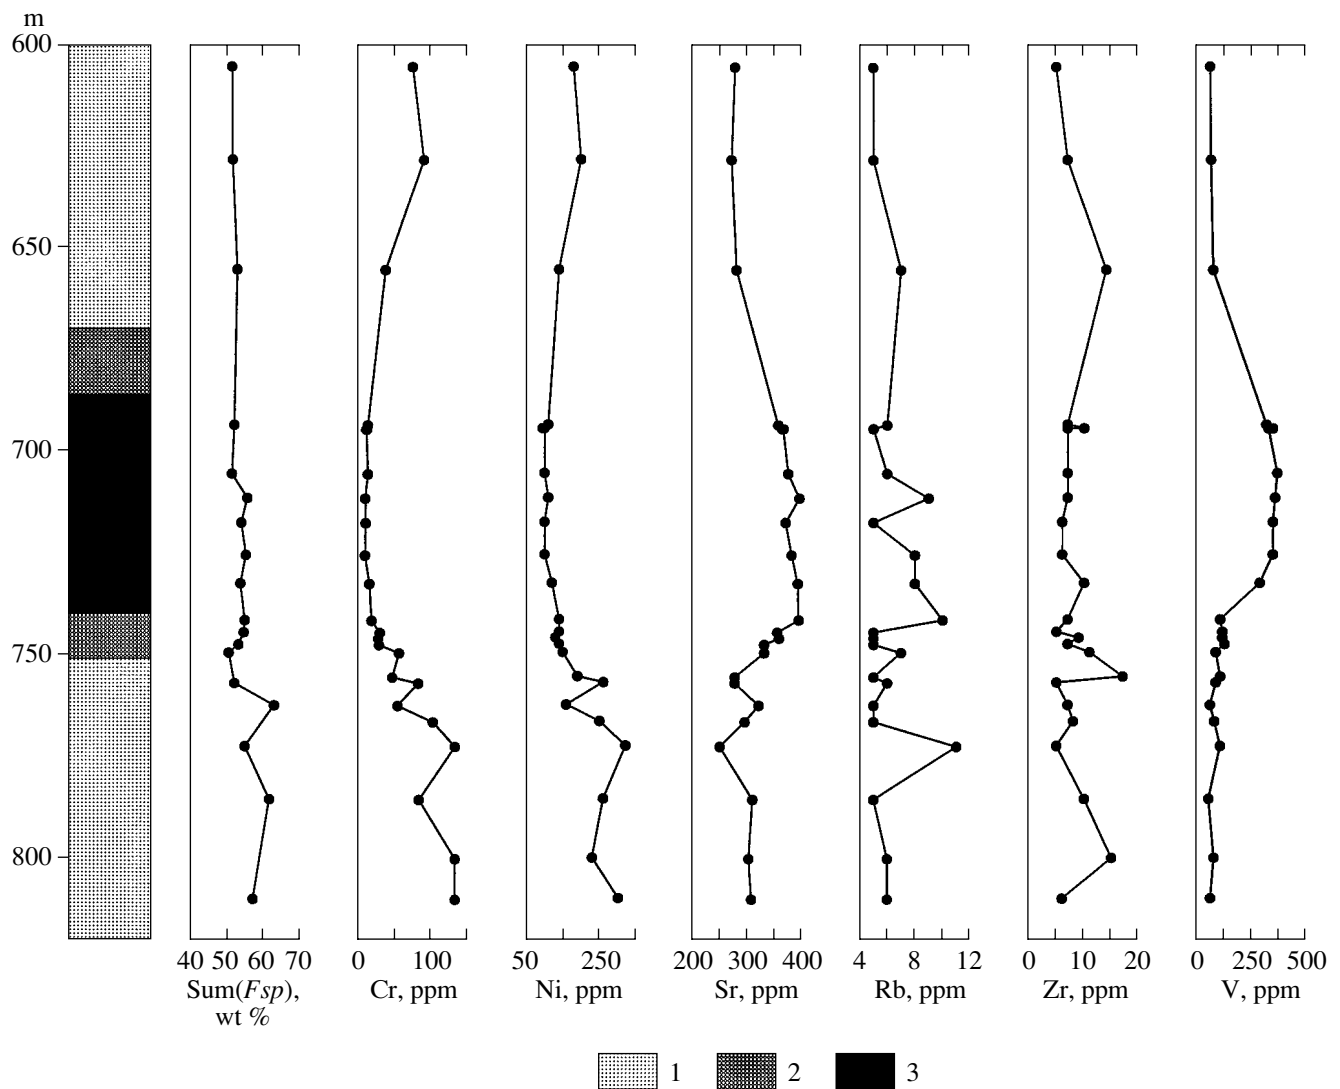 m
600
650
700
750
800
40 50 60 70
0 100
50 250
200 300 400
4 8 12
0 10 20
0 250 500
Sum(Fsp),
wt %
Cr, ppm
Ni, ppm
Sr, ppm
Rb, ppm
Zr, ppm
V, ppm
1 2 3